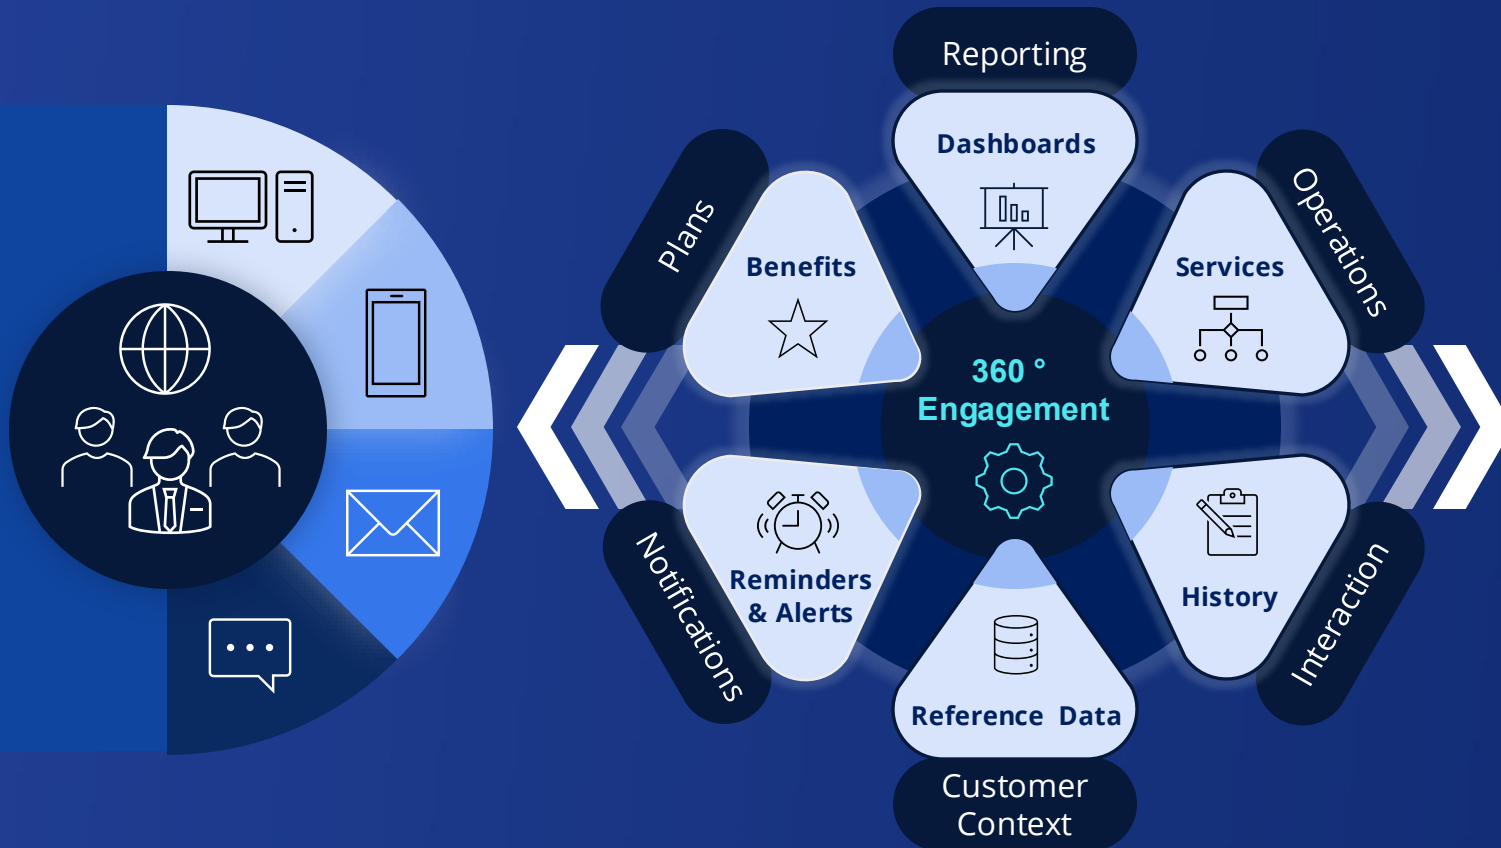 Reporting
Dashboards
Plans
Benefits
Operations
Services
360 °
Engagement
Notifications
Reminders
& Alerts
Interaction
History
Reference Data
Customer
Context